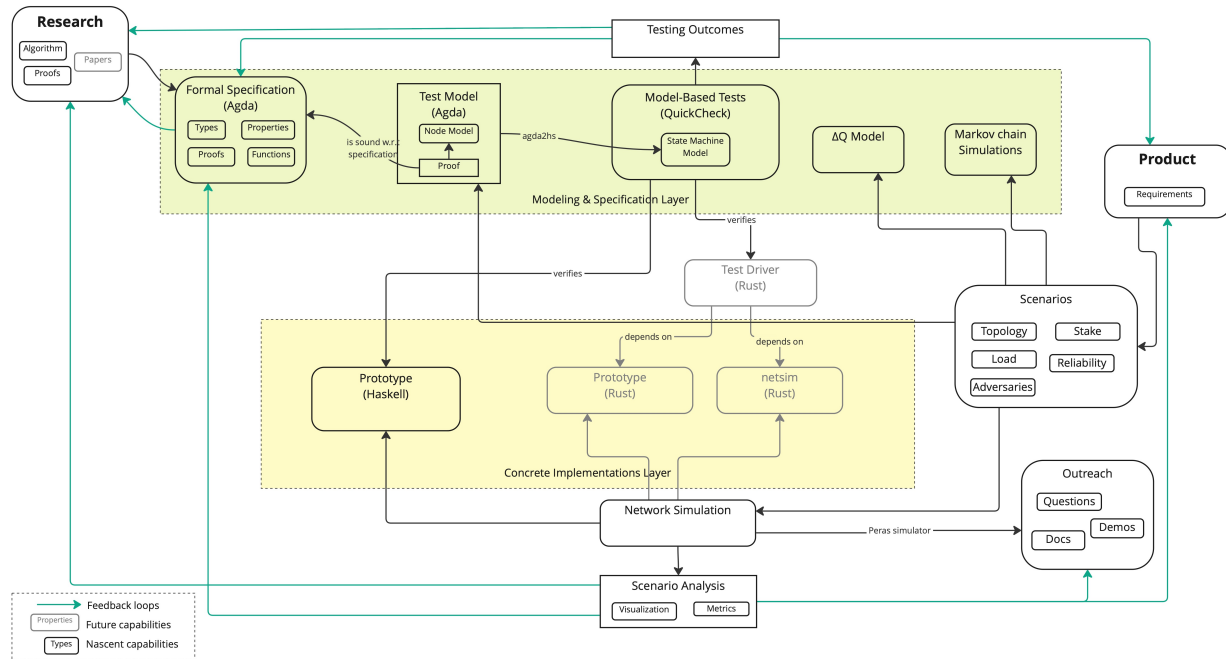 Research
Algorithm
Papers
Proofs
Testing Outcomes
Formal Specification
(Agda)
Types
Properties
Proofs
Functions
Test Model
(Agda)
Node Model
Proof
is sound w.r.t
specification
agda2hs
Model-Based Tests
(QuickCheck)
State Machine
Model
ΔQ Model
Markov chain
Simulations
Modeling & Specification Layer
Product
Requirements
verifies
verifies
Test Driver
(Rust)
Scenarios
Topology
Stake
Load
Reliability
Adversaries
depends on
depends on
Prototype
(Haskell)
Prototype
(Rust)
netsim
(Rust)
Concrete Implementations Layer
Network Simulation
Peras simulator
Outreach
Questions
Demos
Docs
Scenario Analysis
Visualization
Metrics
Feedback loops
Properties
Future capabilities
Types
Nascent capabilities